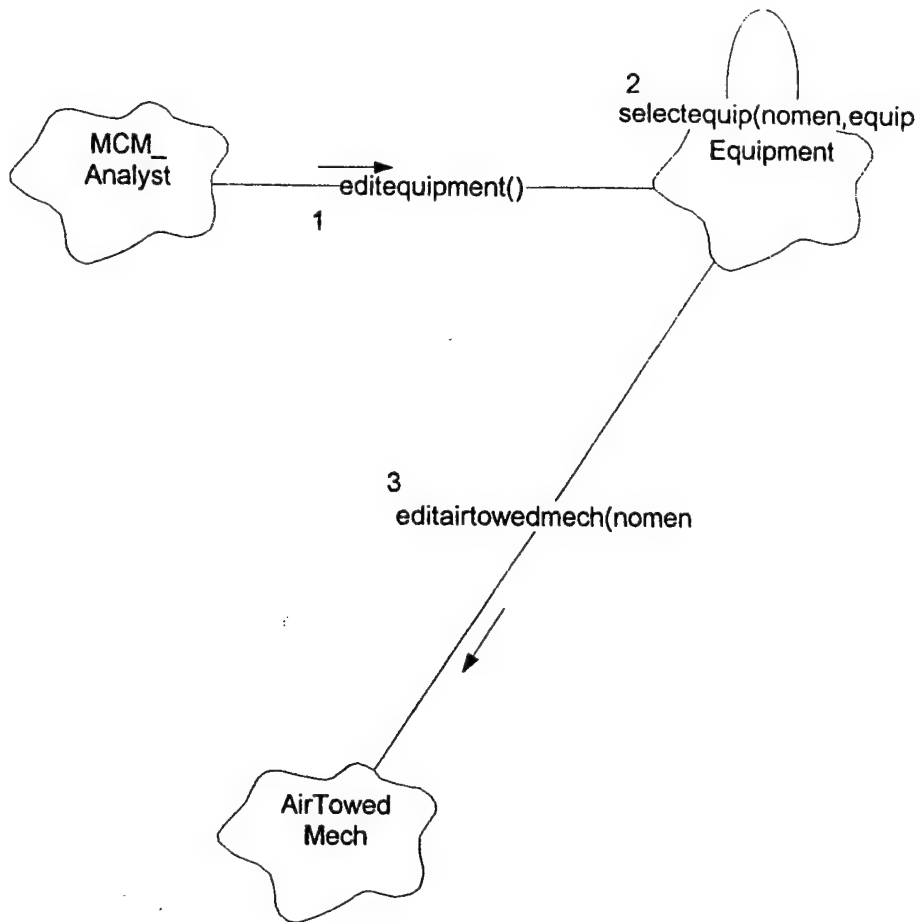 MCM_
Analyst
1
editequipment()
2
selectequip(nomen,equip
Equipment
3
editairtowedmech(nomen
AirTowed
Mech